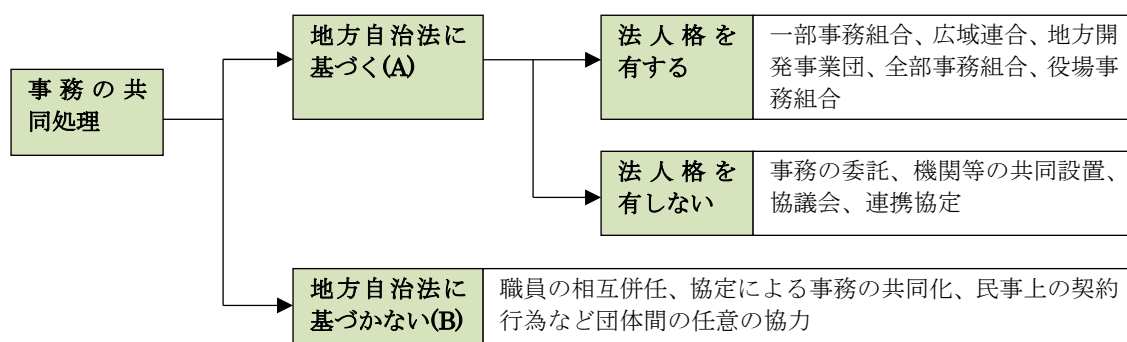 事務の共
同処理
地方自治法に
基づく(A)
法人格を
有する
一部事務組合、広域連合、地方開
発事業団、全部事務組合、役場事
務組合
法人格を
有しない
事務の委託、機関等の共同設置、
協議会、連携協定
地方自治法に
基づかない(B)
職員の相互併任、協定による事務の共同化、民事上の契約
行為など団体間の任意の協力